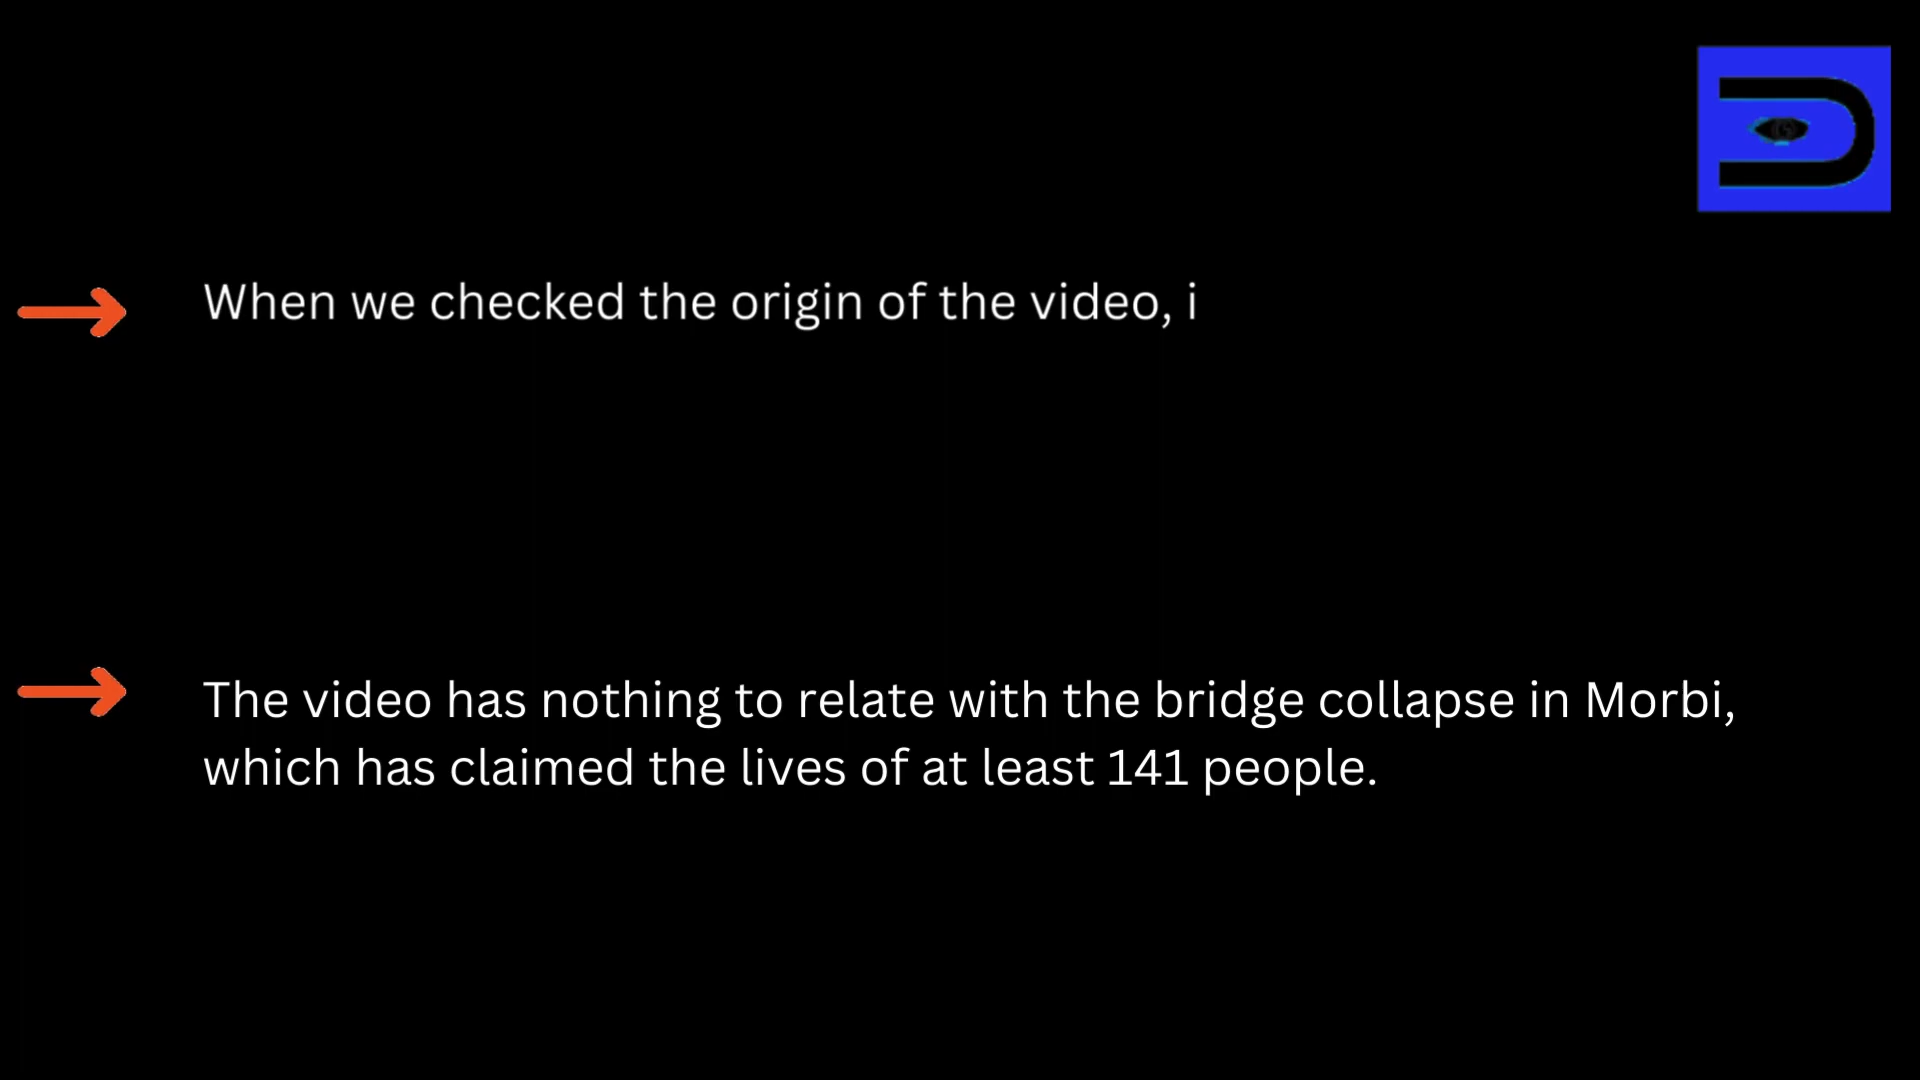 When we checked the origin of the video, i
The video has nothing to relate with the bridge collapse in Morbi,
which has claimed the lives of at least 141 people.